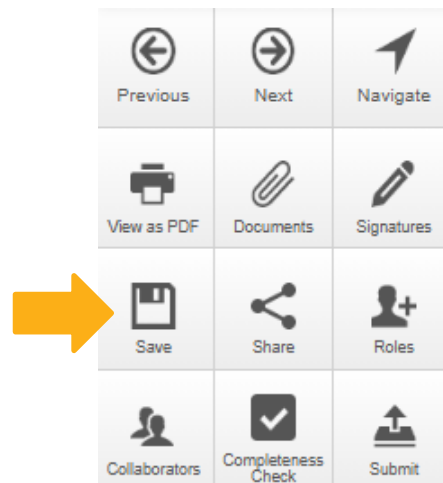 Previous Next Navigate
View as PDF Documents Signatures
Save Share Roles
Collaborators Completeness Check Submit